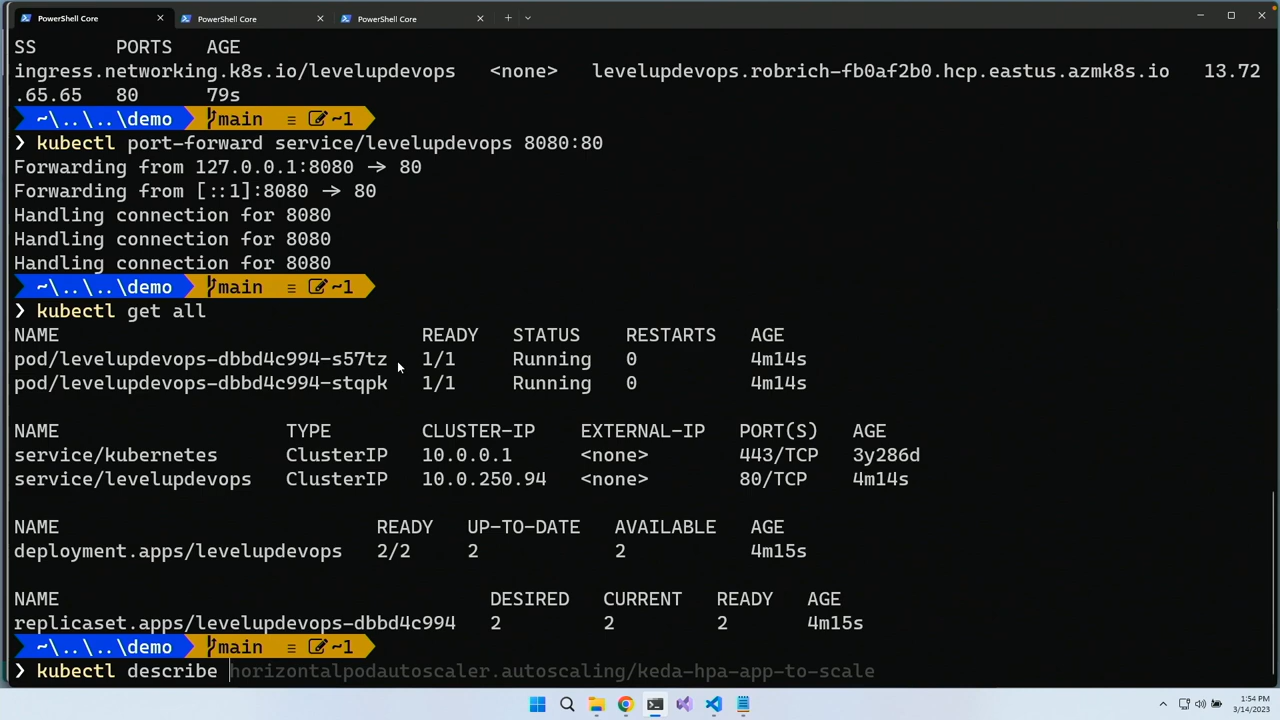 PowerShell Core
PowerShell Core
PowerShell Core
SS PORTS AGE
ingress.networking.k8s.io/levelupdevops <none> levelupdevops.robrich-fb0af2b0.hcp.eastus.azmk8s.io 13.72
.65.65 80 79s
~\..\..\demo main ≡ ~1
❯ kubectl port-forward service/levelupdevops 8080:80
Forwarding from 127.0.0.1:8080 -> 80
Forwarding from [::1]:8080 -> 80
Handling connection for 8080
Handling connection for 8080
Handling connection for 8080
~\..\..\demo main ≡ ~1
❯ kubectl get all
NAME READY STATUS RESTARTS AGE
pod/levelupdevops-dbbd4c994-s57tz 1/1 Running 0 4m14s
pod/levelupdevops-dbbd4c994-stqpk 1/1 Running 0 4m14s
NAME TYPE CLUSTER-IP EXTERNAL-IP PORT(S) AGE
service/kubernetes ClusterIP 10.0.0.1 <none> 443/TCP 3y286d
service/levelupdevops ClusterIP 10.0.250.94 <none> 80/TCP 4m14s
NAME READY UP-TO-DATE AVAILABLE AGE
deployment.apps/levelupdevops 2/2 2 2 4m15s
NAME DESIRED CURRENT READY AGE
replicaset.apps/levelupdevops-dbbd4c994 2 2 2 4m15s
~\..\..\demo main ≡ ~1
❯ kubectl describe horizontalpodautoscaler.autoscaling/keda-hpa-app-to-scale
1:54 PM
3/14/2023